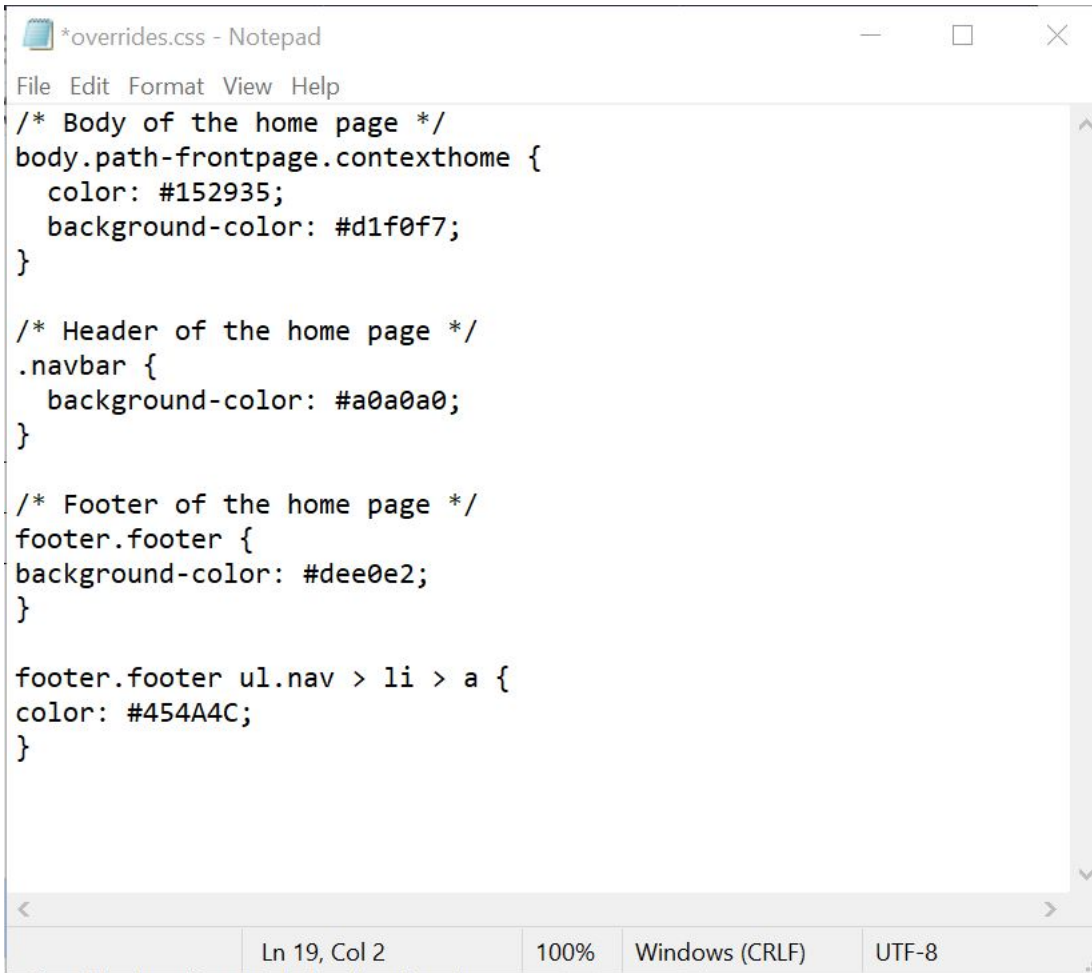 *overrides.css - Notepad
File Edit Format View Help
/* Body of the home page */
body.path-frontpage.contexthome {
  color: #152935;
  background-color: #d1f0f7;
}

/* Header of the home page */
.navbar {
  background-color: #a0a0a0;
}

/* Footer of the home page */
footer.footer {
background-color: #dee0e2;
}

footer.footer ul.nav > li > a {
color: #454A4C;
}
Ln 19, Col 2 100% Windows (CRLF) UTF-8